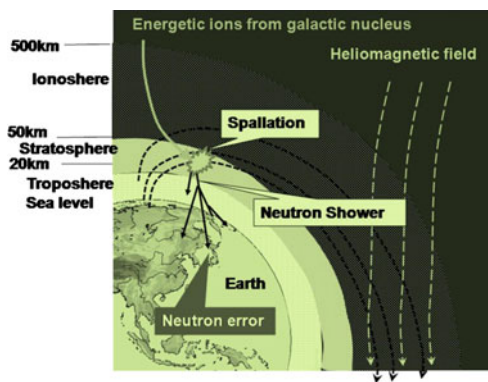 Energetic ions from galactic nucleus
500km
Heliomagnetic field
Ionoshere
Spallation
50km
Stratosphere
20km
Troposhere
Sea level
Neutron Shower
Earth
Neutron error